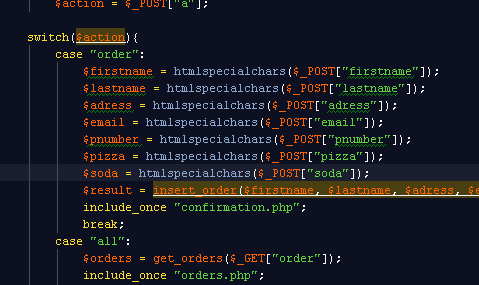 $action = $_POST["a"];
switch($action){
case "order":
$firstname = htmlspecialchars($_POST["firstname"]);
$lastname = htmlspecialchars($_POST["lastname"]);
$adress = htmlspecialchars($_POST["adress"]);
$email = htmlspecialchars($_POST["email"]);
$pnumber = htmlspecialchars($_POST["pnumber"]);
$pizza = htmlspecialchars($_POST["pizza"]);
$soda = htmlspecialchars($_POST["soda"]);
$result = insert_order($firstname, $lastname, $adress, $e
include_once "confirmation.php";
break;
case "all":
$orders = get_orders($_GET["order"]);
include_once "orders.php";